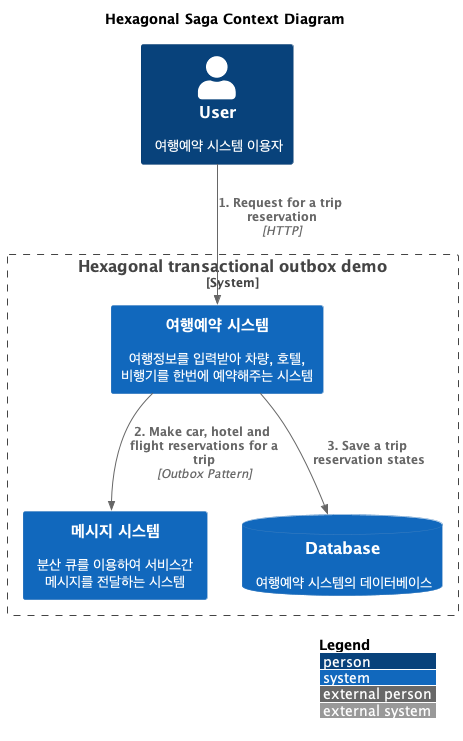 Hexagonal Saga Context Diagram
User
여행예약 시스템 이용자
1. Request for a trip
reservation
[HTTP]
Hexagonal transactional outbox demo
[System]
여행예약 시스템
여행정보를 입력받아 차량, 호텔,
비행기를 한번에 예약해주는 시스템
2. Make car, hotel and
flight reservations for a
trip
[Outbox Pattern]
3. Save a trip
reservation states
메시지 시스템
분산 큐를 이용하여 서비스간
메시지를 전달하는 시스템
Database
여행예약 시스템의 데이터베이스
Legend
person
system
external person
external system